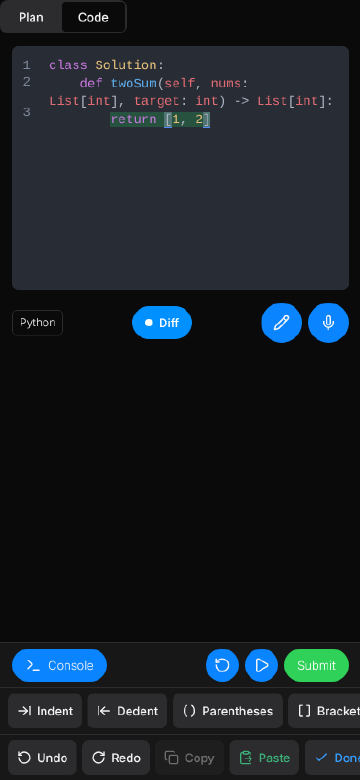 Plan Code
1 class Solution:
2     def twoSum(self, nums:
List[int], target: int) -> List[int]:
3         return [1, 2]
Python Diff
Console Submit
Indent Dedent () Parentheses [] Bracket
Undo Redo Copy Paste Done